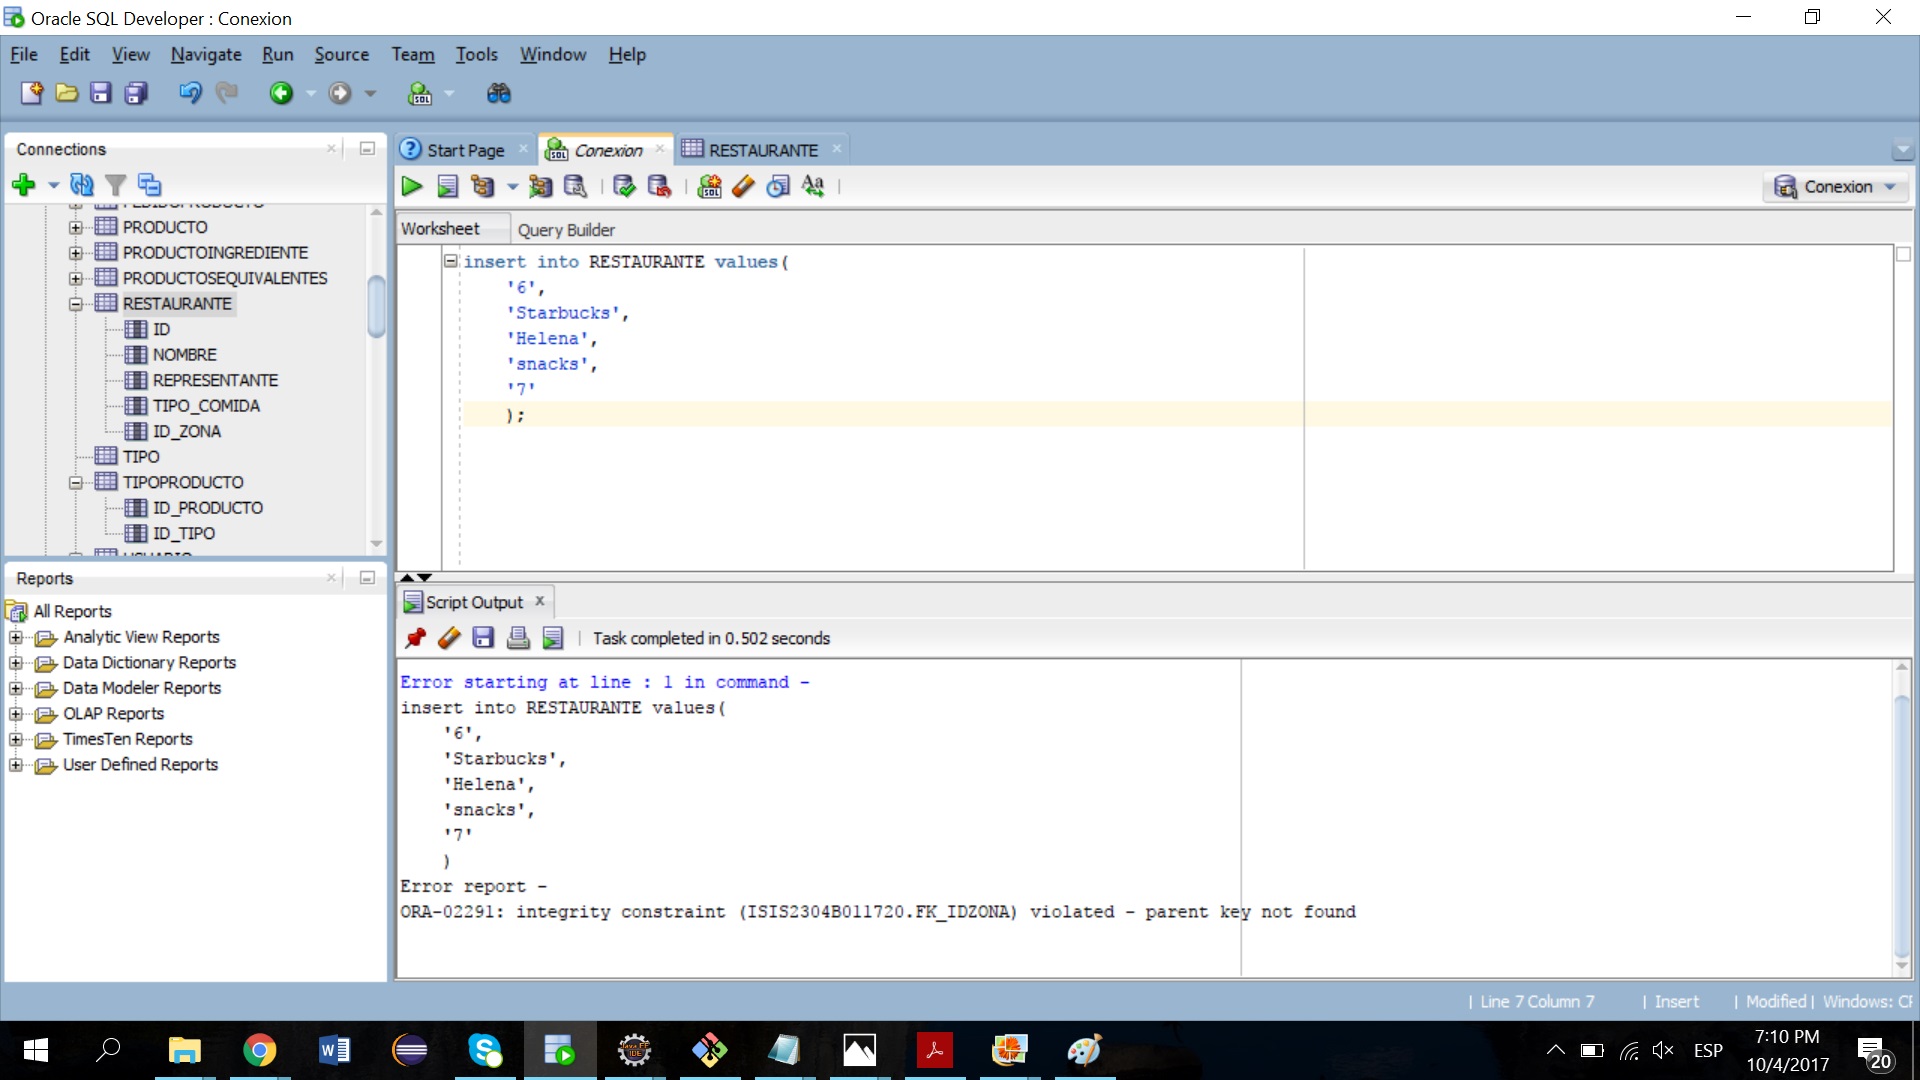 Oracle SQL Developer : Conexion
File Edit View Navigate Run Source Team Tools Window Help
Connections
Start Page
Conexion
RESTAURANTE
Conexion
PRODUCTO
PRODUCTOINGREDIENTE
PRODUCTOSEQUIVALENTES
RESTAURANTE
ID
NOMBRE
REPRESENTANTE
TIPO_COMIDA
ID_ZONA
TIPO
TIPOPRODUCTO
ID_PRODUCTO
ID_TIPO
Worksheet Query Builder
insert into RESTAURANTE values(
'6',
'Starbucks',
'Helena',
'snacks',
'7'
);
Reports
All Reports
Analytic View Reports
Data Dictionary Reports
Data Modeler Reports
OLAP Reports
TimesTen Reports
User Defined Reports
Script Output
Task completed in 0.502 seconds
Error starting at line : 1 in command -
insert into RESTAURANTE values(
'6',
'Starbucks',
'Helena',
'snacks',
'7'
)
Error report -
ORA-02291: integrity constraint (ISIS2304B011720.FK_IDZONA) violated - parent key not found
| Line 7 Column 7 | Insert | Modified | Windows: CF
ESP
7:10 PM
10/4/2017
20